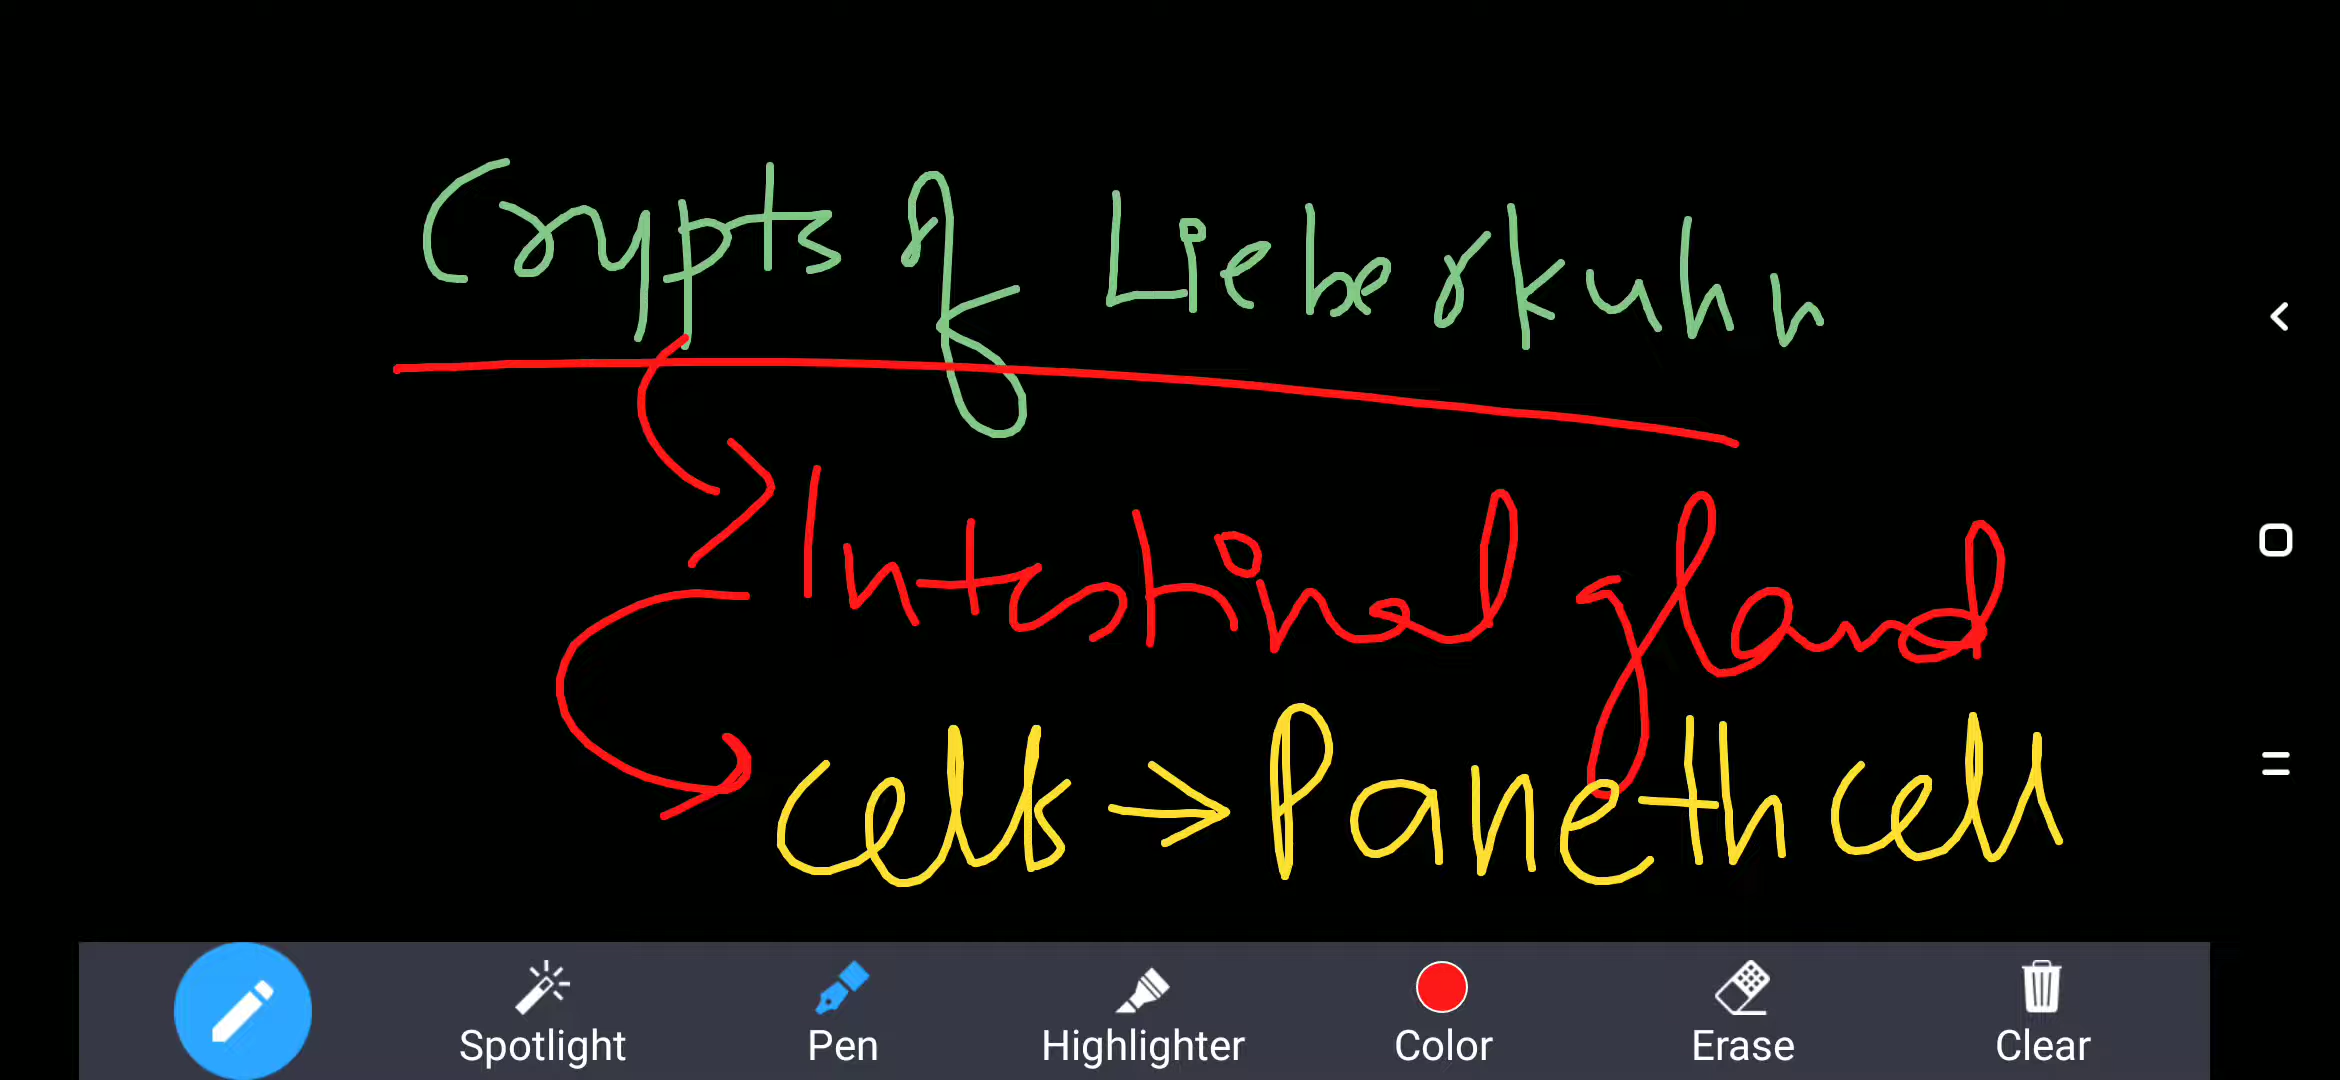 Crypts of Lieberkuhn
Intestinal gland
cells → Paneth cell
Spotlight Pen Highlighter Color Erase Clear